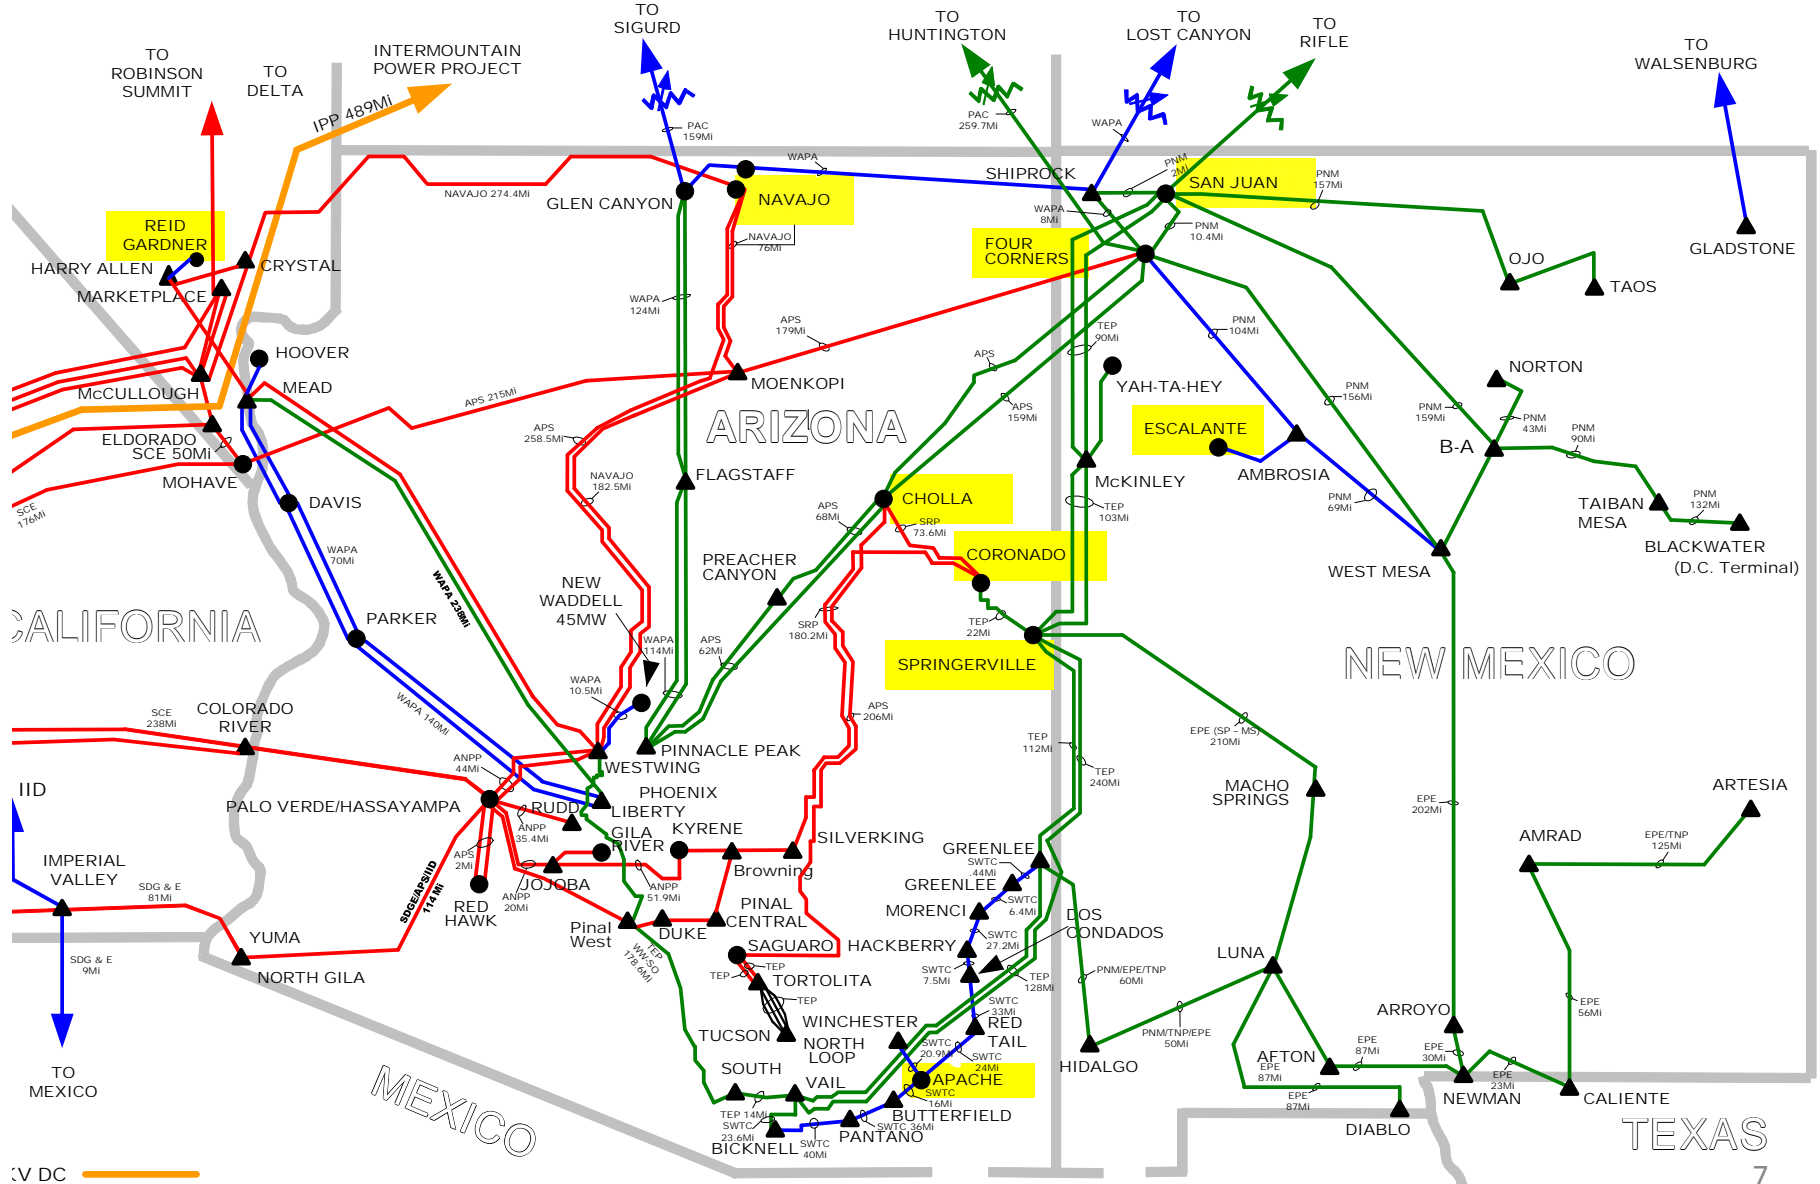 TO
SIGURD
TO
HUNTINGTON
TO
LOST CANYON
TO
RIFLE
TO
WALSENBURG
TO
ROBINSON
SUMMIT
TO
DELTA
INTERMOUNTAIN
POWER PROJECT
IPP 489Mi
PAC
159Mi
PAC
259.7Mi
WAPA
WAPA
PNM
2Mi
PNM
157Mi
NAVAJO 274.4Mi
GLEN CANYON
NAVAJO
NAVAJO
76Mi
SHIPROCK
SAN JUAN
WAPA
8Mi
PNM
10.4Mi
FOUR
CORNERS
REID
GARDNER
HARRY ALLEN
CRYSTAL
MARKETPLACE
GLADSTONE
OJO
TAOS
WAPA
124Mi
APS
179Mi
TEP
90Mi
PNM
104Mi
HOOVER
MEAD
McCULLOUGH
ELDORADO
SCE 50Mi
MOHAVE
DAVIS
APS 215Mi
MOENKOPI
APS
APS
159Mi
YAH-TA-HEY
NORTON
PNM
156Mi
PNM
159Mi
PNM
43Mi
PNM
90Mi
ARIZONA
ESCALANTE
AMBROSIA
B-A
APS
258.5Mi
NAVAJO
182.5Mi
FLAGSTAFF
CHOLLA
McKINLEY
TEP
103Mi
PNM
69Mi
TAIBAN
MESA
PNM
132Mi
BLACKWATER
(D.C. Terminal)
SCE
176Mi
APS
68Mi
SRP
73.6Mi
CORONADO
WEST MESA
WAPA
70Mi
WAPA 238Mi
PREACHER
CANYON
NEW
WADDELL
45MW
CALIFORNIA
PARKER
SRP
180.2Mi
TEP
22Mi
WAPA
114Mi
APS
62Mi
SPRINGERVILLE
NEW MEXICO
WAPA
10.5Mi
WAPA 140Mi
COLORADO
RIVER
SCE
238Mi
APS
206Mi
EPE (SP - MS)
210Mi
TEP
112Mi
TEP
240Mi
PINNACLE PEAK
WESTWING
ANPP
44Mi
IID
PALO VERDE/HASSAYAMPA
RUDD
PHOENIX
LIBERTY
MACHO
SPRINGS
EPE
202Mi
ARTESIA
ANPP
35.4Mi
GILA
RIVER
KYRENE
SILVERKING
AMRAD
EPE/TNP
125Mi
APS
2Mi
Browning
GREENLEE
SWTC
.44Mi
GREENLEE
IMPERIAL
VALLEY
SDG & E
81Mi
SDGE/APS/IID
114 Mi
RED
HAWK
ANPP
20Mi
JOJOBA
ANPP
51.9Mi
SWTC
6.4Mi
MORENCI
DOS
CONDADOS
Pinal
West
DUKE
PINAL
CENTRAL
YUMA
NORTH GILA
SDG & E
9Mi
TEP
WW-SO
178.6Mi
SAGUARO
HACKBERRY
SWTC
27.2Mi
SWTC
7.5Mi
TEP
TEP
TORTOLITA
TEP
TEP
128Mi
PNM/EPE/TNP
60Mi
LUNA
EPE
56Mi
TUCSON
NORTH
LOOP
WINCHESTER
SWTC
33Mi
RED
TAIL
PNM/TNP/EPE
50Mi
ARROYO
TO
MEXICO
SWTC
20.9Mi
SWTC
24Mi
HIDALGO
AFTON
EPE
87Mi
EPE
87Mi
EPE
30Mi
SOUTH
VAIL
APACHE
SWTC
16Mi
EPE
87Mi
NEWMAN
EPE
23Mi
CALIENTE
MEXICO
TEP 14Mi
SWTC
23.6Mi
BICKNELL
SWTC
40Mi
PANTANO
SWTC 36Mi
BUTTERFIELD
DIABLO
TEXAS
KV DC
7